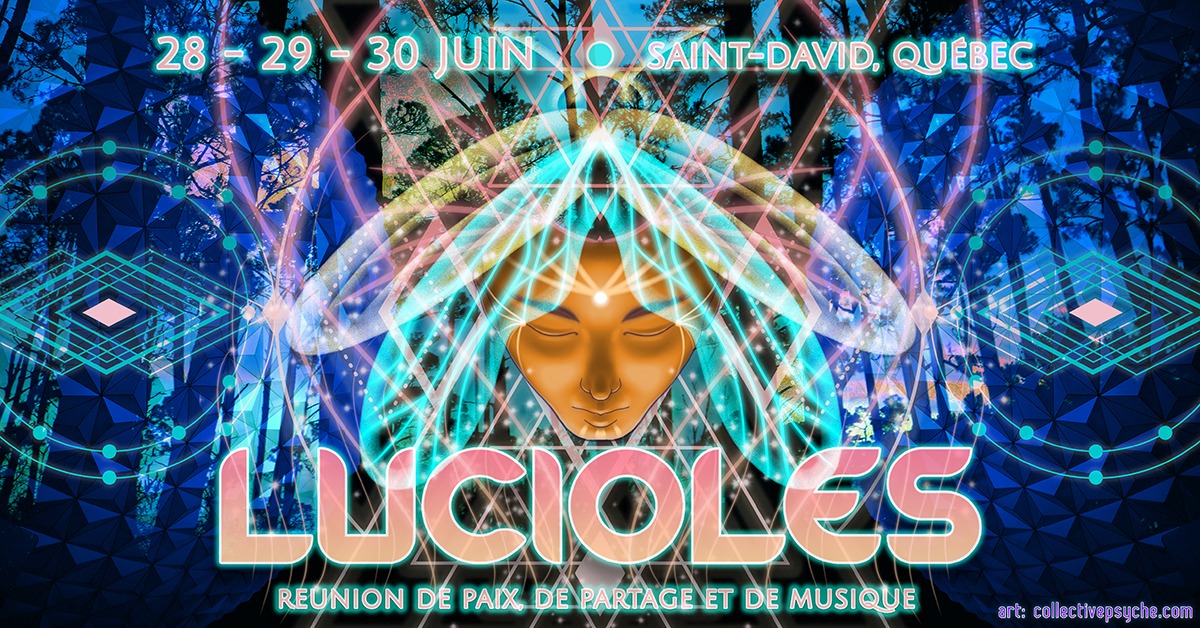 28 - 29 - 30 JUIN • SAINT-DAVID, QUÉBEC
LUCIOLES
REUNION DE PAIX, DE PARTAGE ET DE MUSIQUE
art: collectivepsyche.com